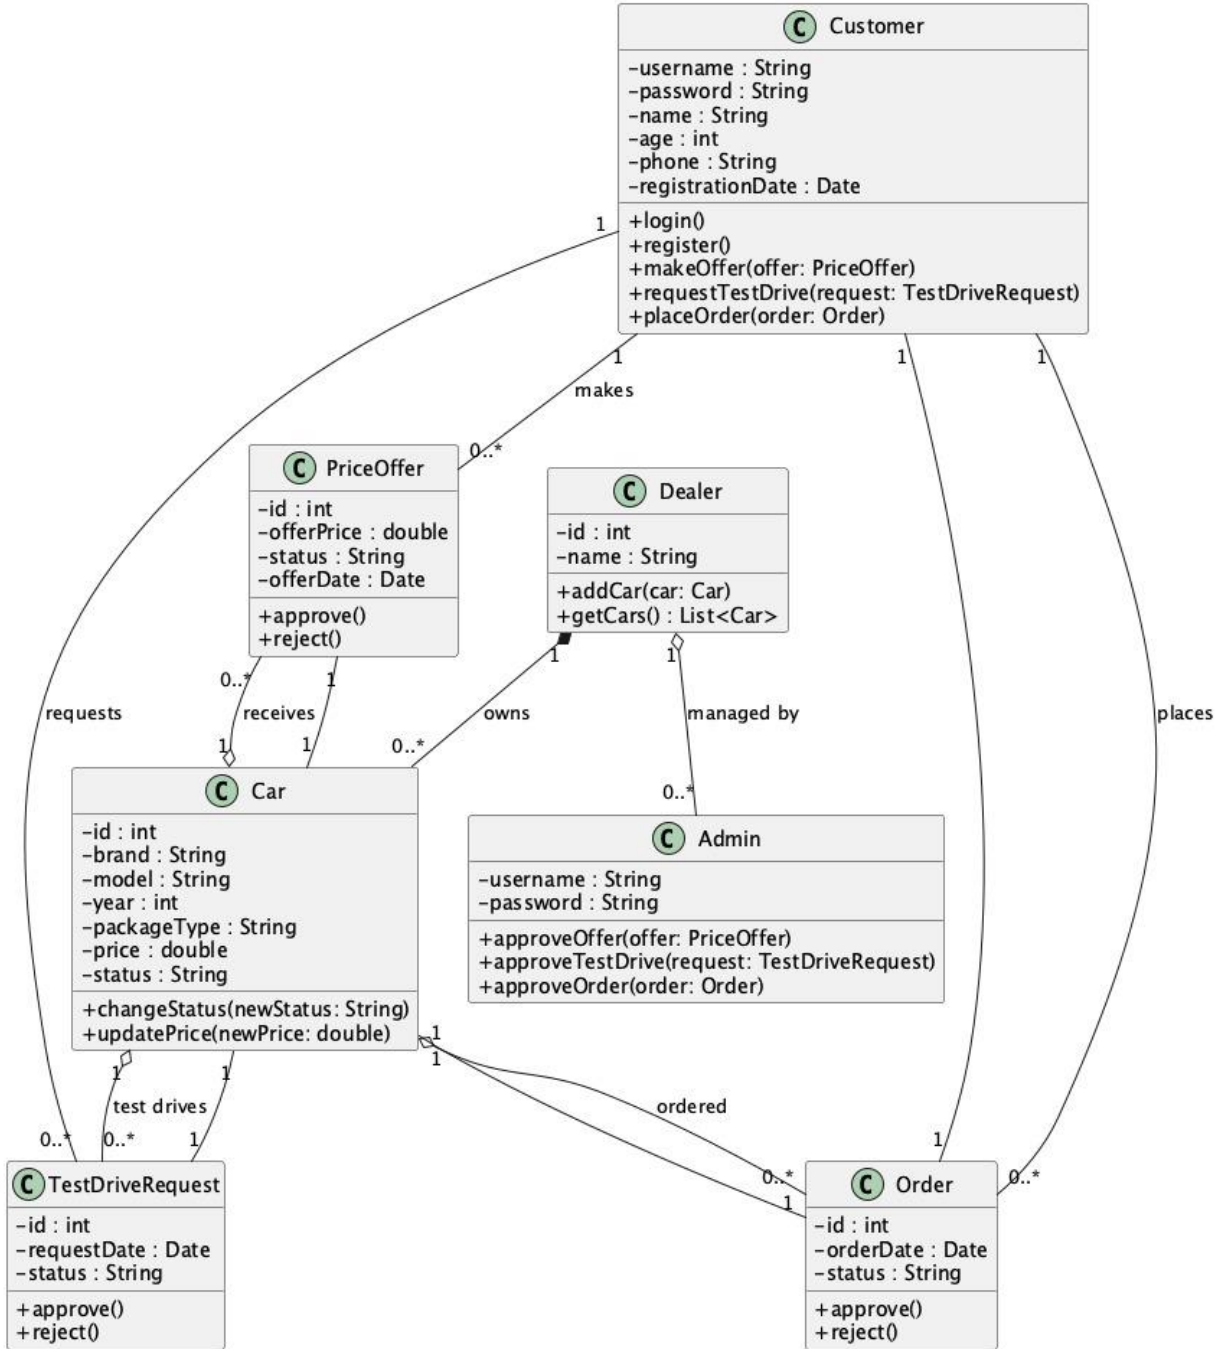 C Customer
-username : String
-password : String
-name : String
-age : int
-phone : String
-registrationDate : Date
+login()
+register()
+makeOffer(offer: PriceOffer)
+requestTestDrive(request: TestDriveRequest)
+placeOrder(order: Order)
1
1
1
1
makes
0..*
C PriceOffer
-id : int
-offerPrice : double
-status : String
-offerDate : Date
+approve()
+reject()
C Dealer
-id : int
-name : String
+addCar(car: Car)
+getCars() : List<Car>
0..*
1
1
1
requests
receives
owns
managed by
places
1
1
0..*
0..*
C Car
-id : int
-brand : String
-model : String
-year : int
-packageType : String
-price : double
-status : String
+changeStatus(newStatus: String)
+updatePrice(newPrice: double)
C Admin
-username : String
-password : String
+approveOffer(offer: PriceOffer)
+approveTestDrive(request: TestDriveRequest)
+approveOrder(order: Order)
1
1
1
1
test drives
ordered
0..*
0..*
1
1
0..*
1
0..*
C TestDriveRequest
-id : int
-requestDate : Date
-status : String
+approve()
+reject()
C Order
-id : int
-orderDate : Date
-status : String
+approve()
+reject()